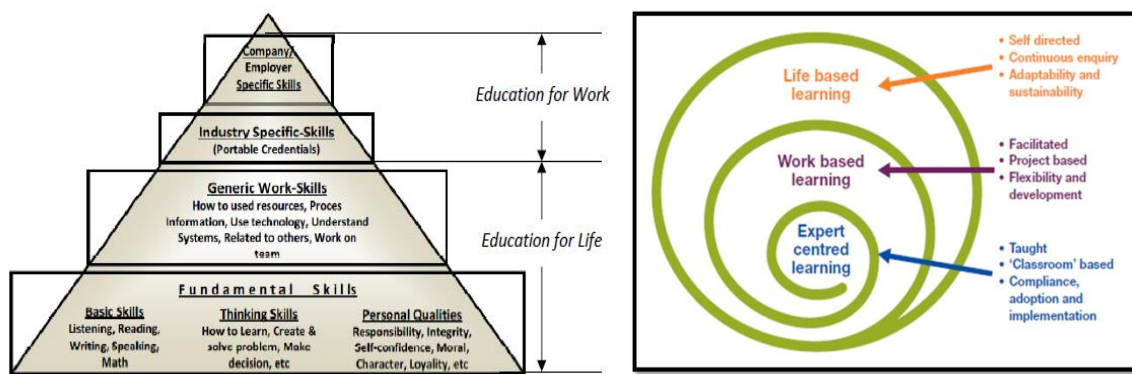 Company/
Employer
Specific Skills
Industry Specific-Skills
(Portable Credentials)
Generic Work-Skills
How to used resources, Proces
Information, Use technology, Understand
Systems, Related to others, Work on
team
Fundamental Skills
Basic Skills
Listening, Reading,
Writing, Speaking,
Math
Thinking Skills
How to Learn, Create &
solve problem, Make
decision, etc
Personal Qualities
Responsibility, Integrity,
Self-confidence, Moral,
Character, Loyality, etc
Education for Work
Education for Life
Life based
learning
• Self directed
• Continuous enquiry
• Adaptability and
sustainability
Work based
learning
• Facilitated
• Project based
• Flexibility and
development
Expert
centred
learning
• Taught
• ‘Classroom’ based
• Compliance,
adoption and
implementation